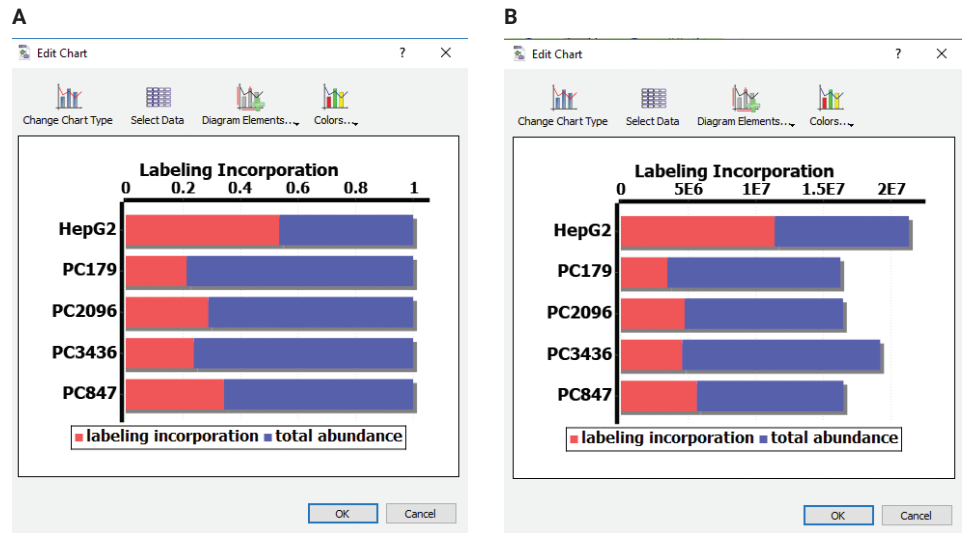 A
Edit Chart ? ×
Change Chart Type Select Data Diagram Elements... Colors...
Labeling Incorporation
0 0.2 0.4 0.6 0.8 1
HepG2
PC179
PC2096
PC3436
PC847
labeling incorporation total abundance
OK Cancel
B
Edit Chart ? ×
Change Chart Type Select Data Diagram Elements... Colors...
Labeling Incorporation
0 5E6 1E7 1.5E7 2E7
HepG2
PC179
PC2096
PC3436
PC847
labeling incorporation total abundance
OK Cancel